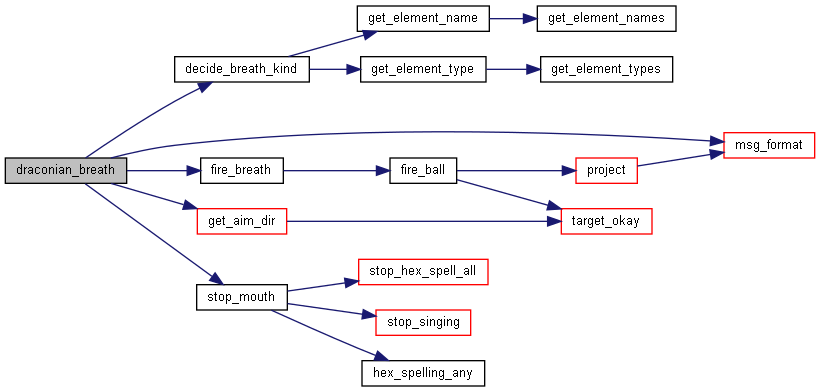 get_element_name
get_element_names
decide_breath_kind
get_element_type
get_element_types
msg_format
draconian_breath
fire_breath
fire_ball
project
get_aim_dir
target_okay
stop_hex_spell_all
stop_mouth
stop_singing
hex_spelling_any